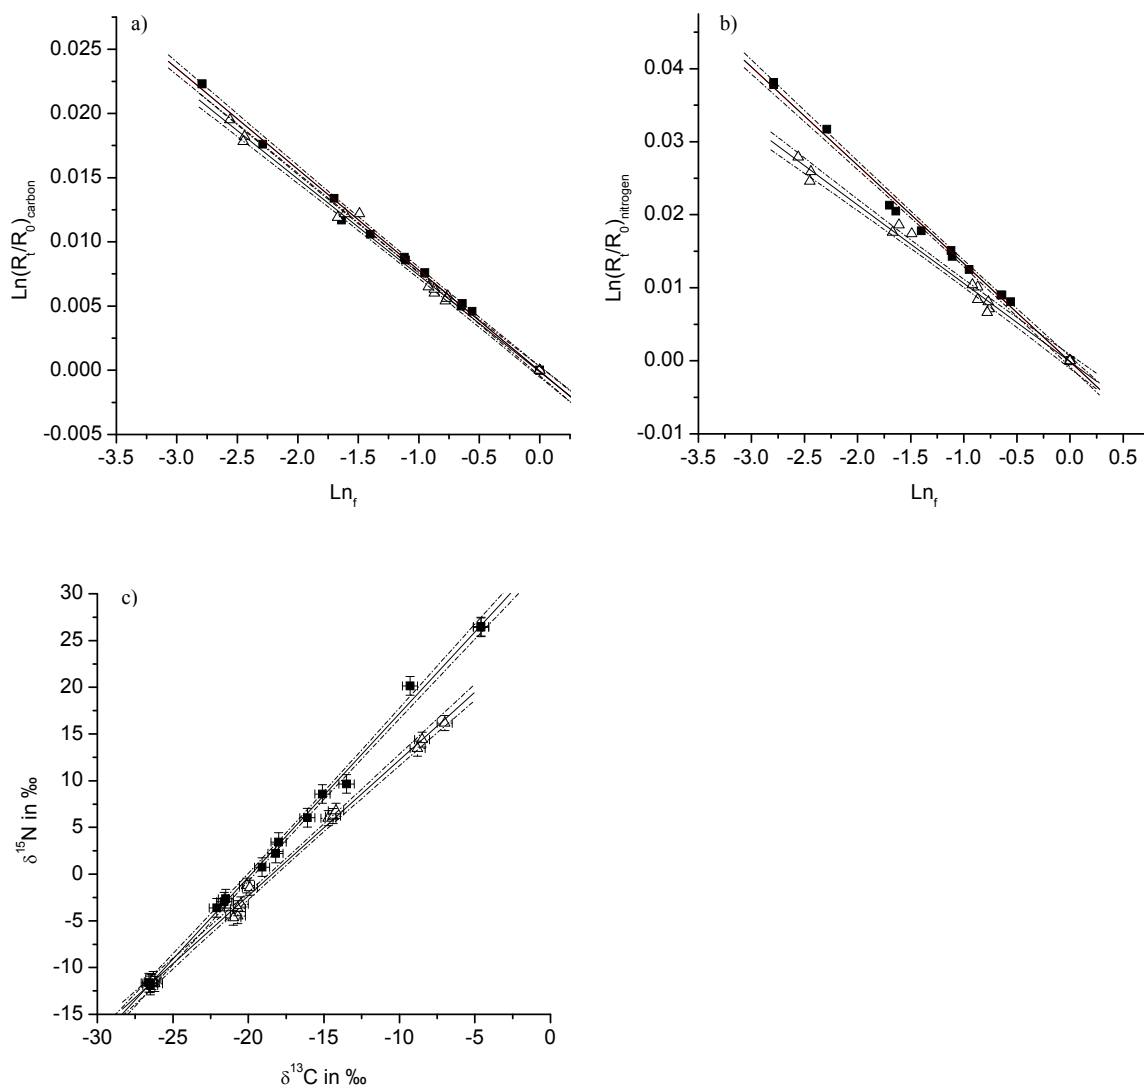 a)
0.025
0.020
0.015
0.010
0.005
0.000
-0.005
Ln(Rt/R0)carbon
-3.5 -3.0 -2.5 -2.0 -1.5 -1.0 -0.5 0.0
Lnf
b)
0.04
0.03
0.02
0.01
0.00
-0.01
Ln(Rt/R0)nitrogen
-3.5 -3.0 -2.5 -2.0 -1.5 -1.0 -0.5 0.0 0.5
Lnf
c)
30
25
20
15
10
5
0
-5
-10
-15
δ15N in ‰
-30 -25 -20 -15 -10 -5 0
δ13C in ‰